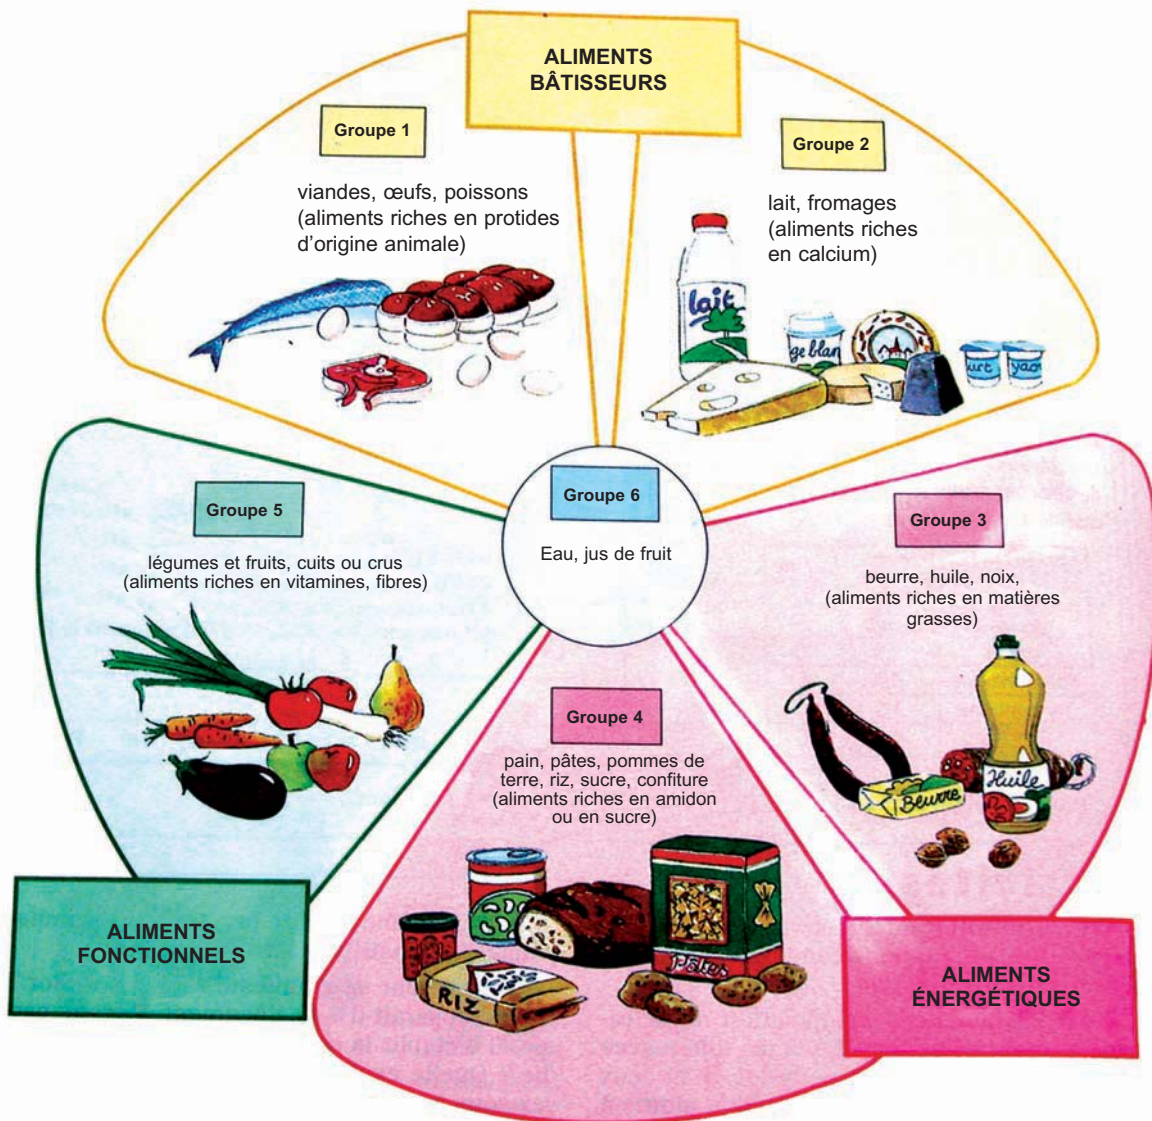 ALIMENTS
BÂTISSEURS
Groupe 1
viandes, œufs, poissons
(aliments riches en protides
d'origine animale)
Groupe 2
lait, fromages
(aliments riches
en calcium)
lait
ge blan
urt
yaou
Groupe 6
Eau, jus de fruit
Groupe 5
légumes et fruits, cuits ou crus
(aliments riches en vitamines, fibres)
Groupe 3
beurre, huile, noix,
(aliments riches en matières
grasses)
Huile
Beurre
Groupe 4
pain, pâtes, pommes de
terre, riz, sucre, confiture
(aliments riches en amidon
ou en sucre)
Pâtes
RIZ
ALIMENTS
FONCTIONNELS
ALIMENTS
ÉNERGÉTIQUES